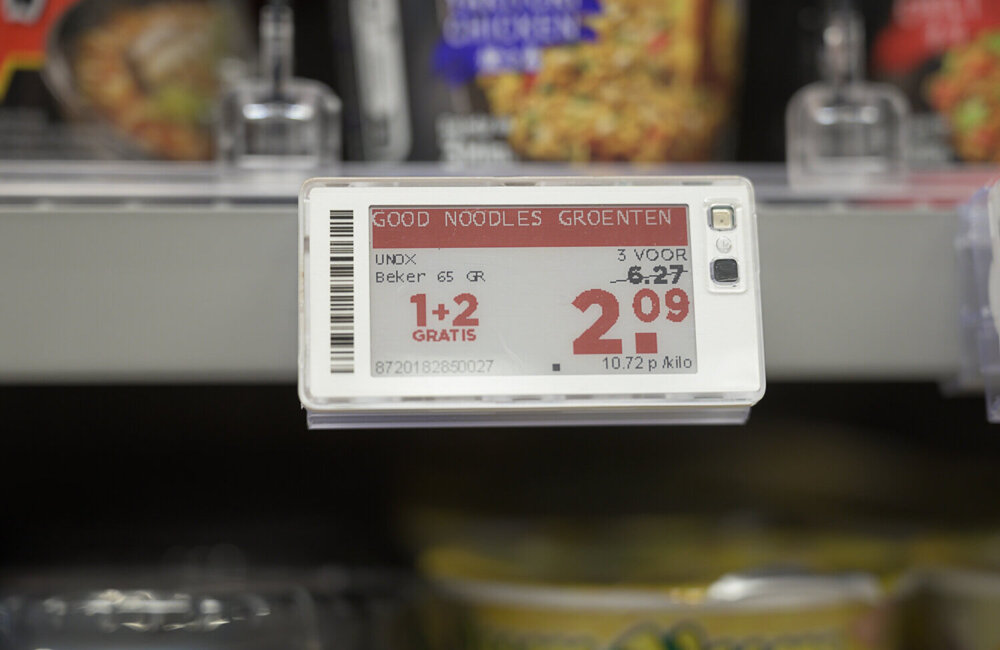 CHICKEN
GOOD NOODLES GROENTEN
UNOX
3 VOOR
Beker 65 GR
6.27
1+2
GRATIS
2.09
8720182850027
10.72 p /kilo